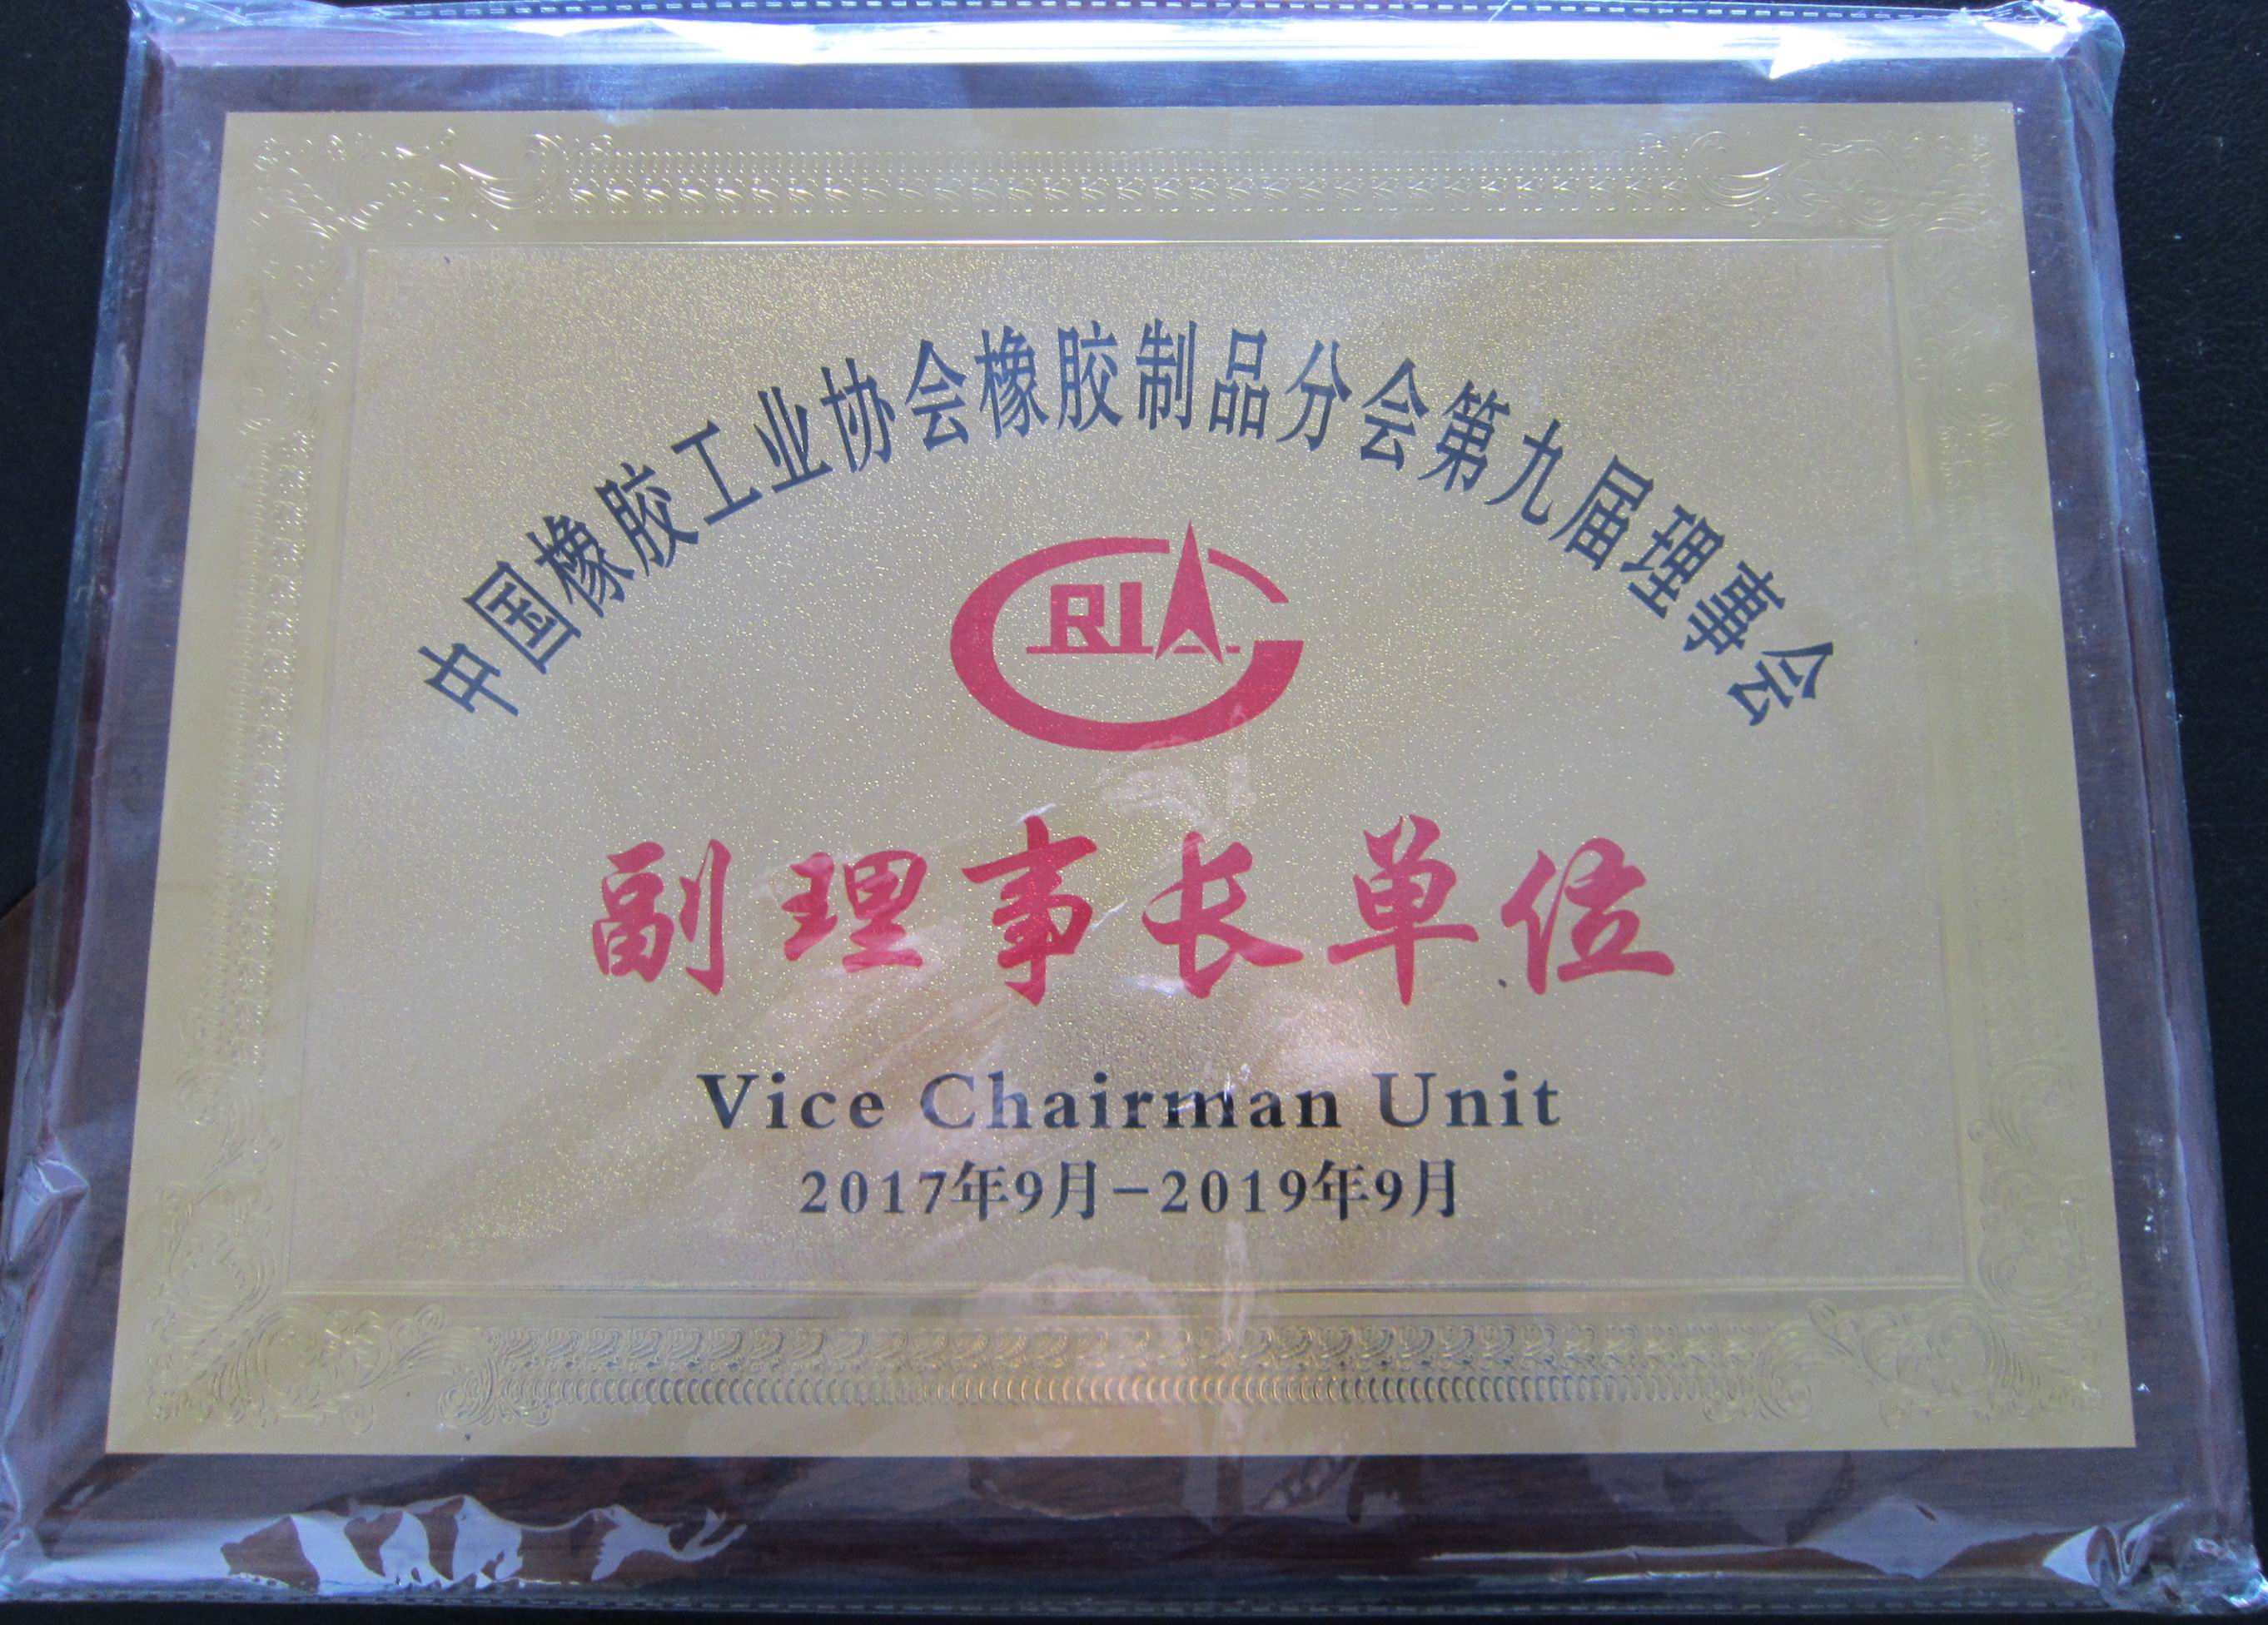 中国橡胶工业协会橡胶制品分会第九届理事会
CRIA
副理事长单位
Vice Chairman Unit
2017年9月－2019年9月